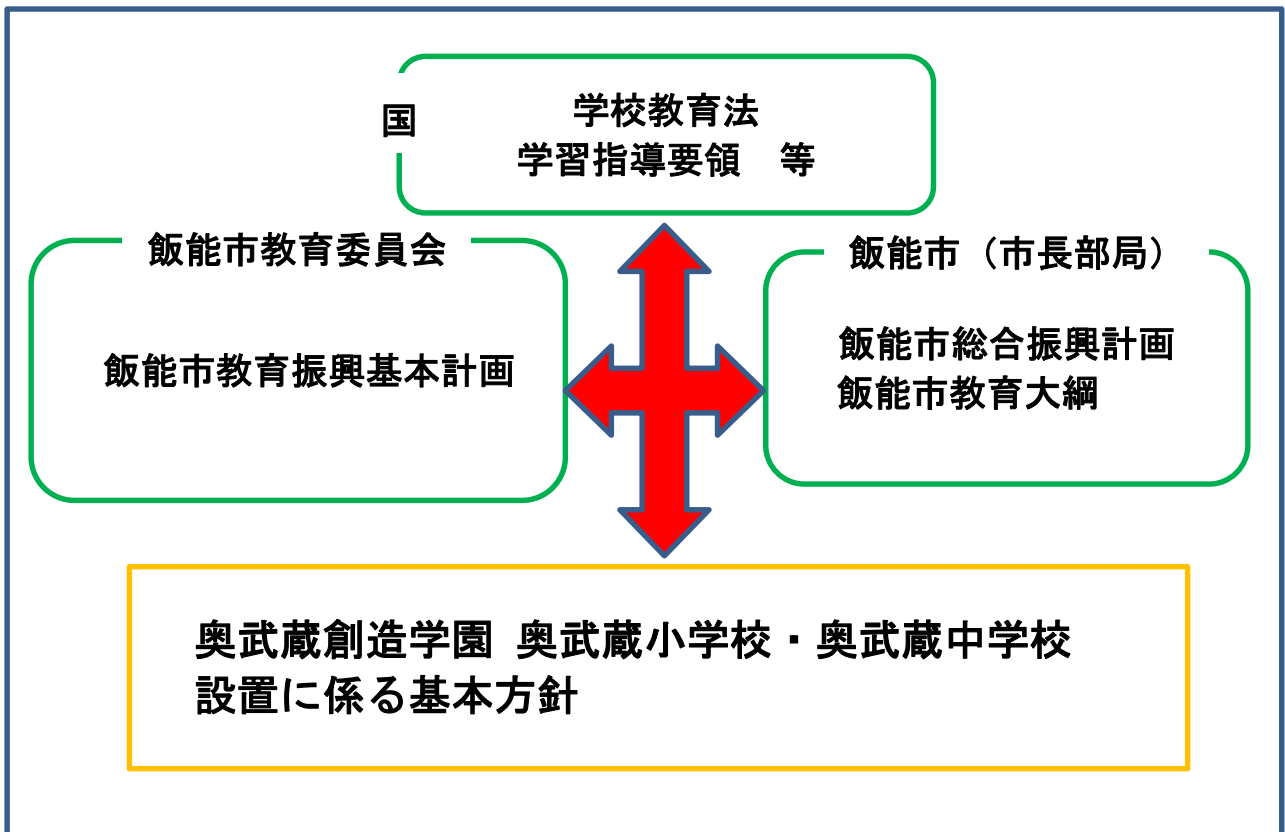 国
学校教育法
学習指導要領　等
飯能市教育委員会
飯能市教育振興基本計画
飯能市（市長部局）
飯能市総合振興計画
飯能市教育大綱
奥武蔵創造学園 奥武蔵小学校・奥武蔵中学校
設置に係る基本方針